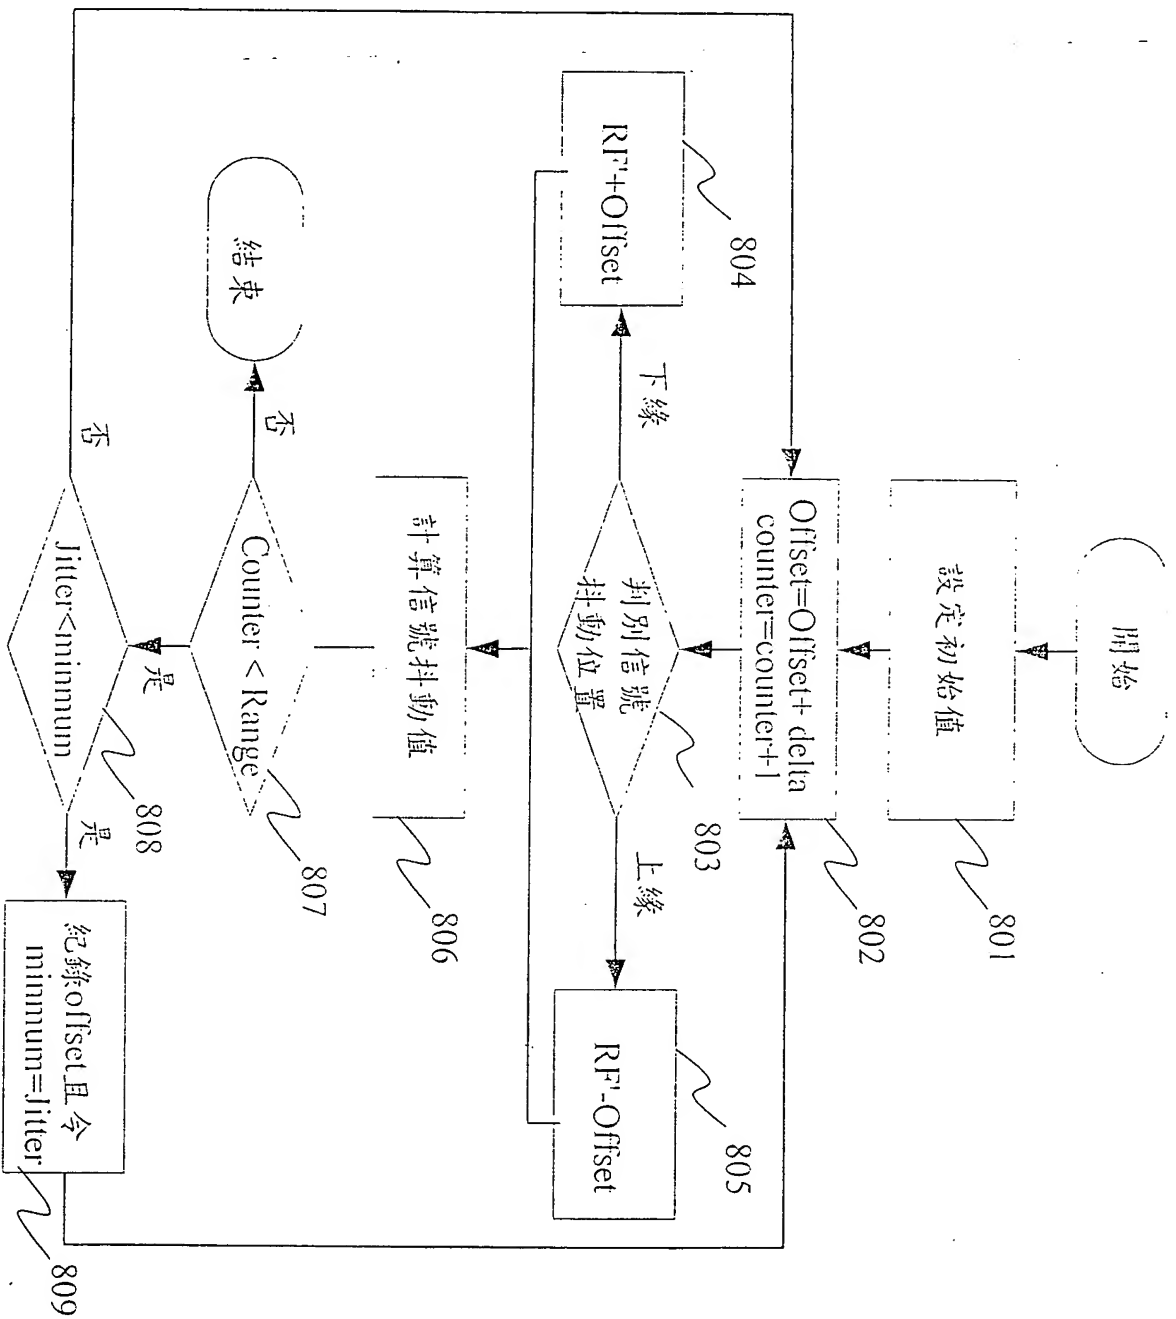 開始
設定初始值
801
Offset=Offset+ delta
counter=counter+1
802
判別信號
抖動位置
803
下緣
上緣
RF'+Offset
804
RF'-Offset
805
計算信號抖動值
806
Counter < Range
807
否
結束
是
Jitter<minmum
808
否
是
紀錄offset且令
minmum=Jitter
809